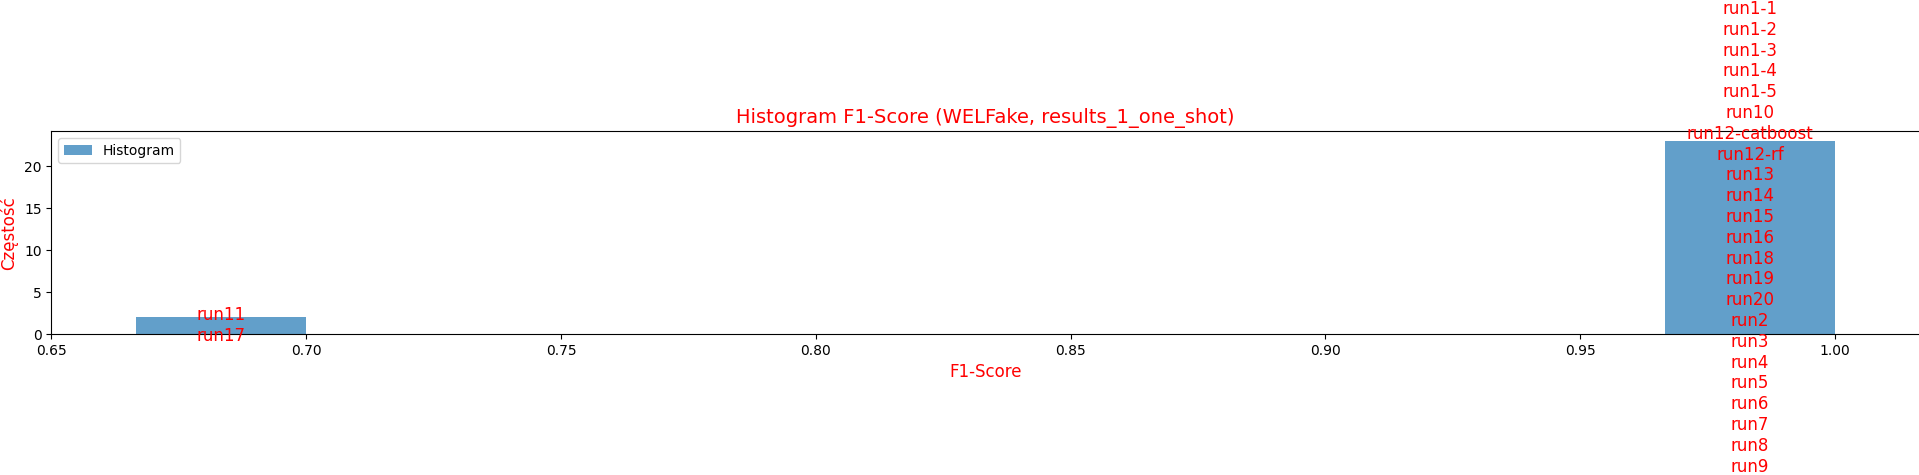 run1-1
run1-2
run1-3
run1-4
run1-5
run10
Histogram F1-Score (WELFake, results_1_one_shot)
run12-catboost
Histogram
run12-rf
20
run13
run14
15
run15
Częstość
run16
10
run18
run19
5
run20
run11
run2
0
run17
run3
0.65
0.70
0.75
0.80
0.85
0.90
0.95
1.00
run4
F1-Score
run5
run6
run7
run8
run9